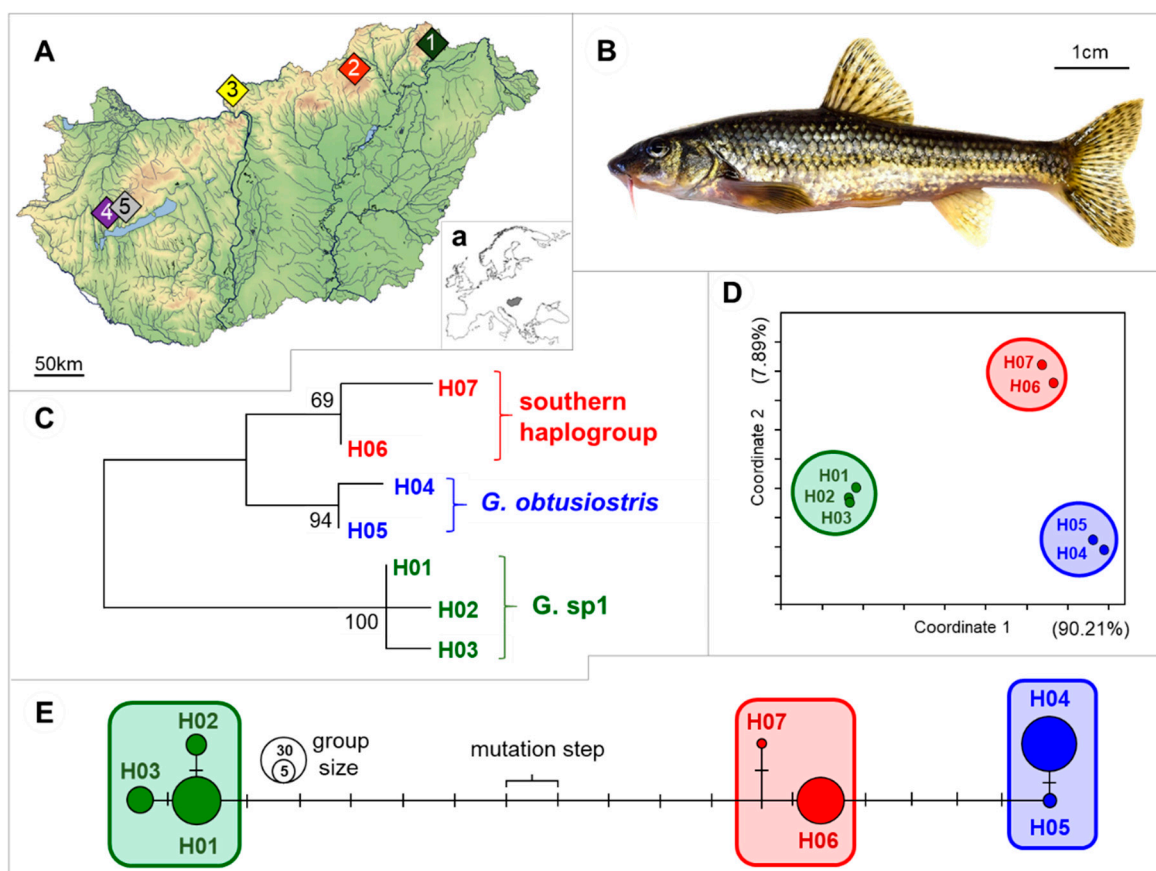 A
1
2
3
4
5
a
50km
B
1cm
C
69
H07
southern
haplogroup
H06
94
H04
G. obtusiostris
H05
H01
G. sp1
100
H02
H03
D
(7.89%)
Coordinate 2
H07
H06
H01
H02
H03
H05
H04
Coordinate 1 (90.21%)
E
H02
H03
H01
30
5
group
size
mutation step
H07
H06
H04
H05